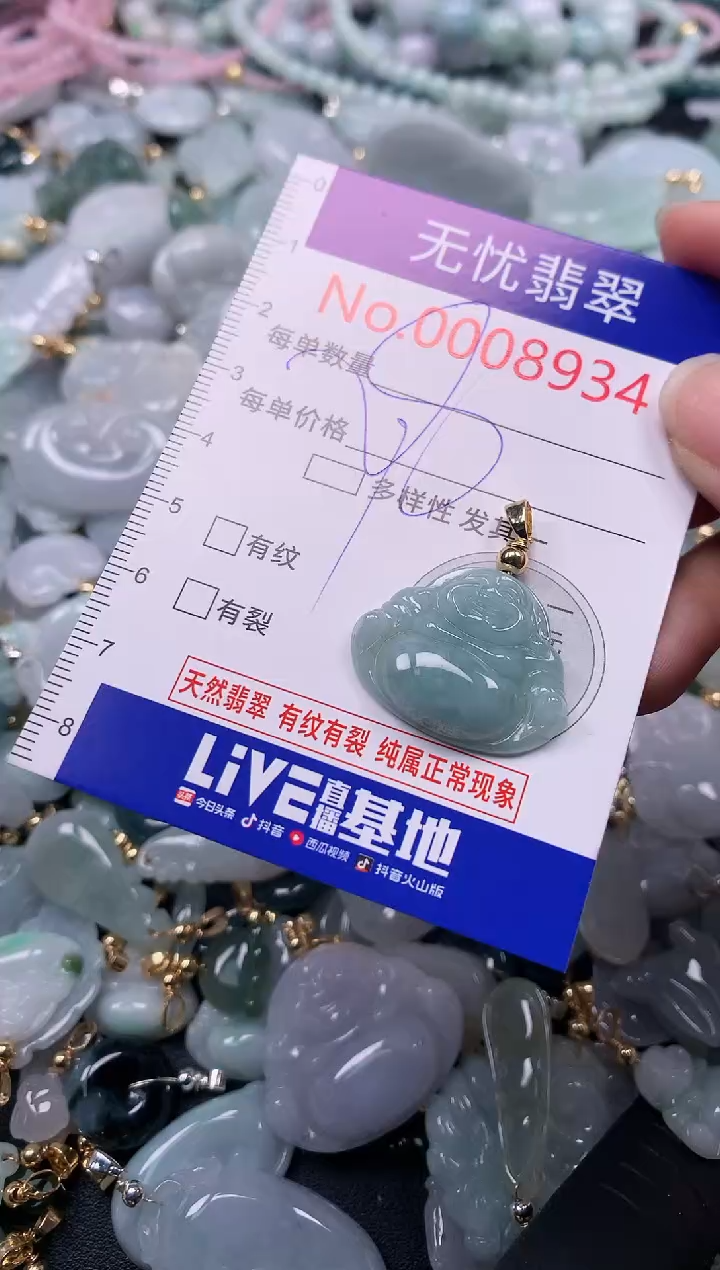 0
无忧翡翠
1
No.0008934
2
每单数量
3
每单价格
4
多样性 发
5
有纹
6
有裂
7
天然翡翠 有纹有裂 纯属正常现象
8
LiVE直播基地
头条 今日头条 抖音 西瓜视频 抖音火山版